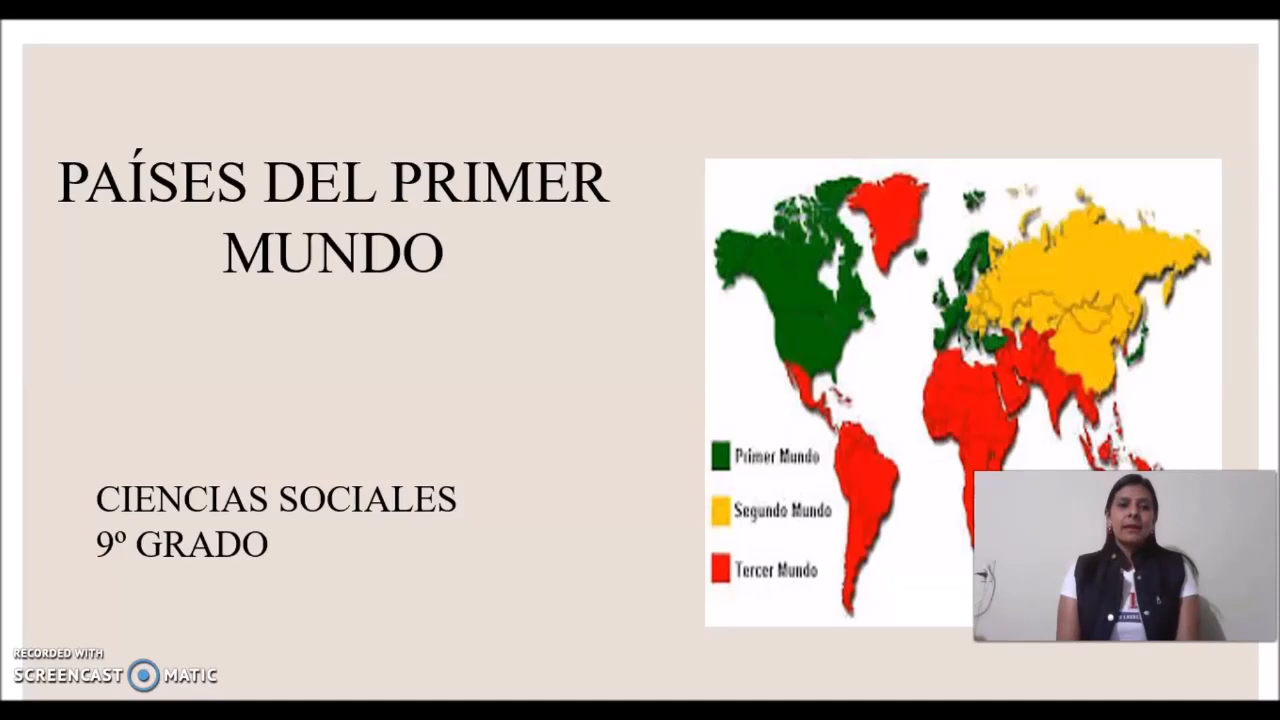 PAÍSES DEL PRIMER
MUNDO
CIENCIAS SOCIALES
9º GRADO
Primer Mundo
Segundo Mundo
Tercer Mundo
RECORDED WITH
SCREENCAST MATIC